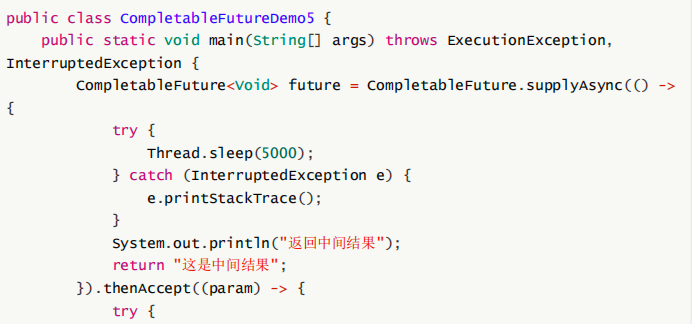 public class CompletableFutureDemo5 {
    public static void main(String[] args) throws ExecutionException,
InterruptedException {
        CompletableFuture<Void> future = CompletableFuture.supplyAsync(() ->
{
            try {
                Thread.sleep(5000);
            } catch (InterruptedException e) {
                e.printStackTrace();
            }
            System.out.println("返回中间结果");
            return "这是中间结果";
        }).thenAccept((param) -> {
            try {